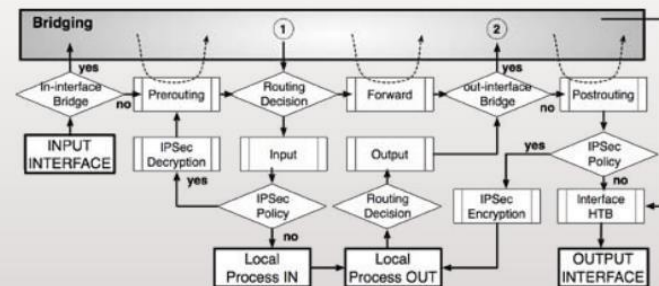 Bridging
1
2
yes
yes
In-interface
Bridge
no
Prerouting
Routing
Decision
Forward
out-interface
Bridge
no
Postrouting
INPUT
INTERFACE
IPSec
Decryption
Input
Output
yes
IPSec
Policy
yes
no
IPSec
Policy
Routing
Decision
IPSec
Encryption
Interface
HTB
no
Local
Process IN
Local
Process OUT
OUTPUT
INTERFACE